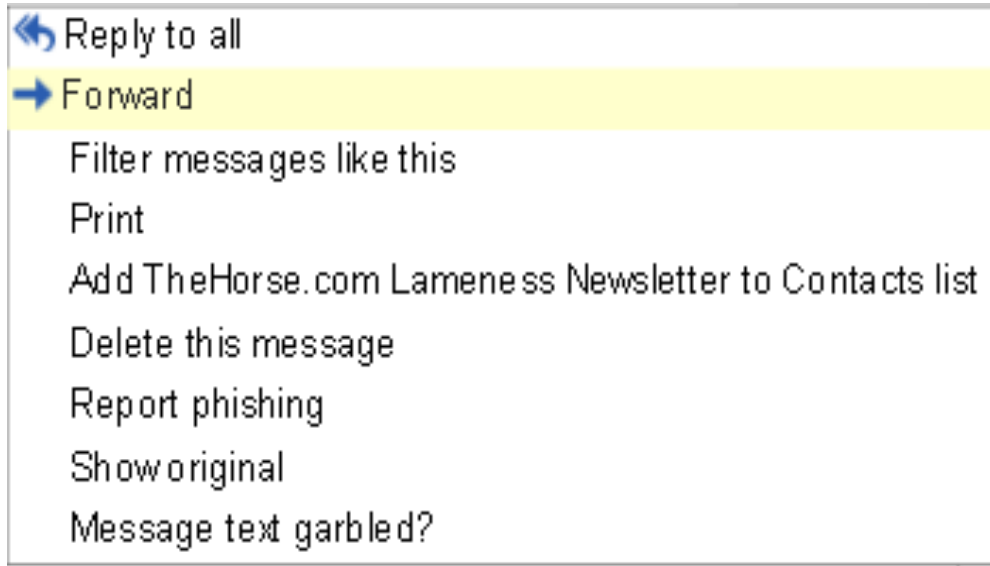 Reply to all
Forward
Filter messages like this
Print
Add TheHorse.com Lameness Newsletter to Contacts list
Delete this message
Report phishing
Show original
Message text garbled?